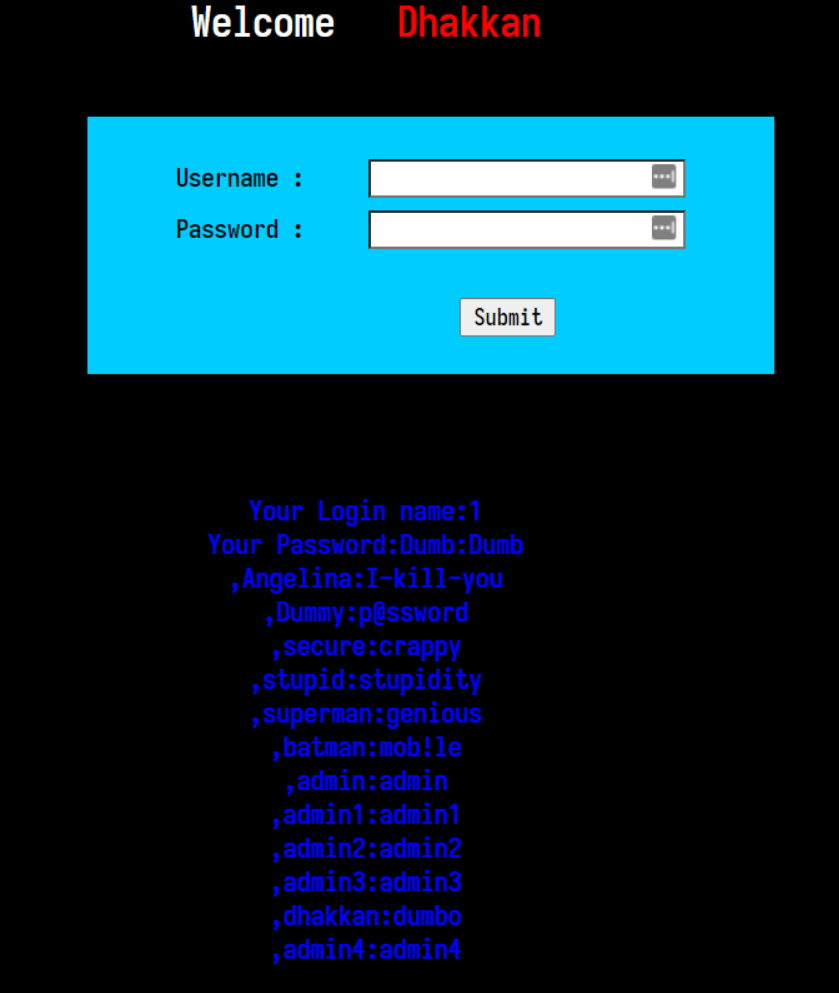 Welcome Dhakkan
Username :
Password :
Submit
Your Login name:1
Your Password:Dumb:Dumb
,Angelina:I-kill-you
,Dummy:p@ssword
,secure:crappy
,stupid:stupidity
,superman:genious
,batman:mob!le
,admin:admin
,admin1:admin1
,admin2:admin2
,admin3:admin3
,dhakkan:dumbo
,admin4:admin4